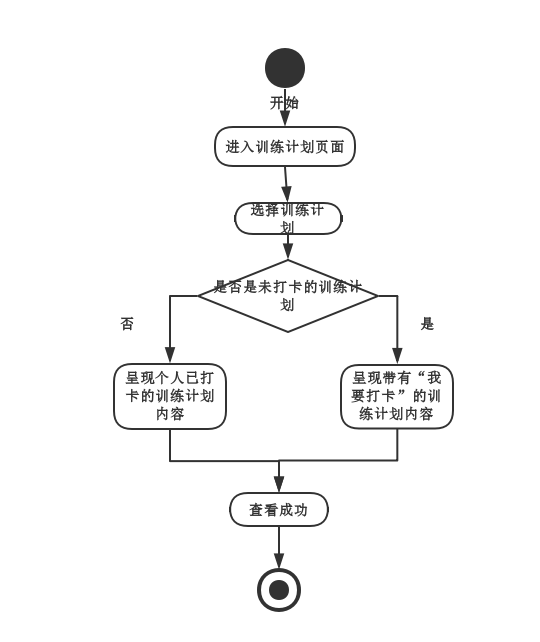 开始
进入训练计划页面
选择训练计
划
是否是未打卡的训练计
划
否
是
呈现个人已打
卡的训练计划
内容
呈现带有“我
要打卡”的训
练计划内容
查看成功